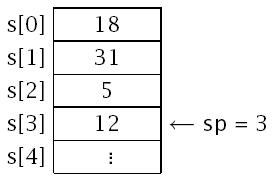 s[0] 18
s[1] 31
s[2] 5
s[3] 12 ← sp = 3
s[4] ⋮